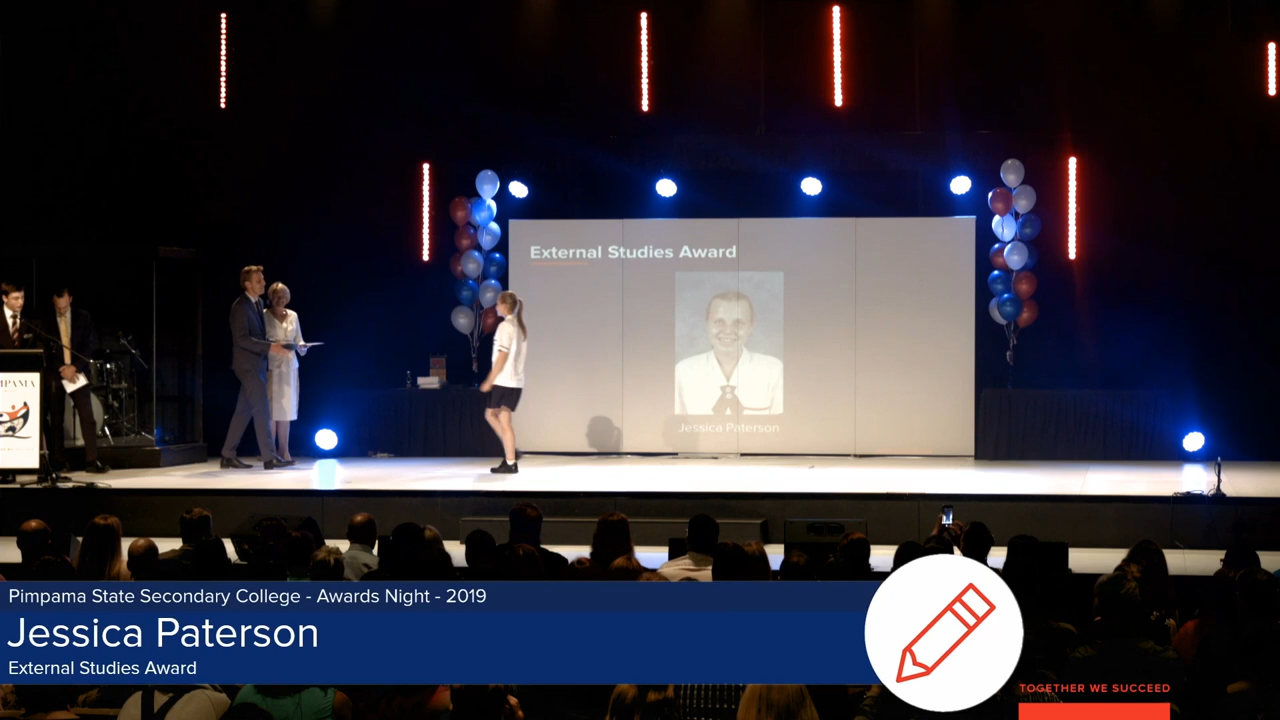 External Studies Award
Jessica Paterson
Pimpama State Secondary College - Awards Night - 2019
Jessica Paterson
External Studies Award
TOGETHER WE SUCCEED